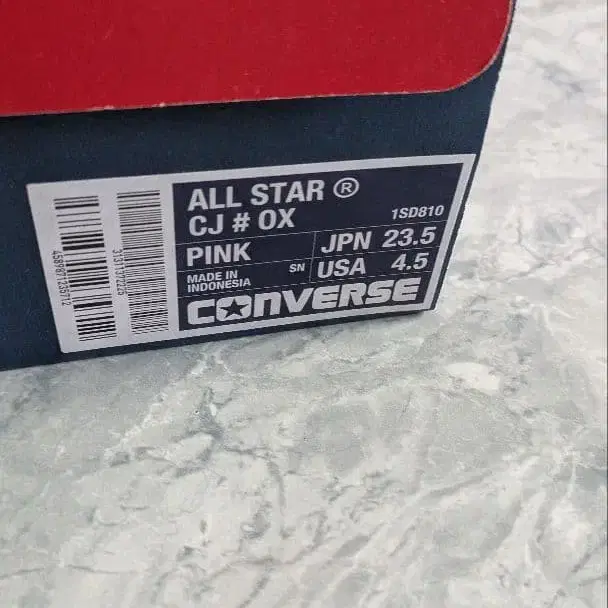 ALL STAR ®
CJ # OX
1SD810
PINK
JPN 23.5
MADE IN
INDONESIA
SN
USA 4.5
CONVERSE